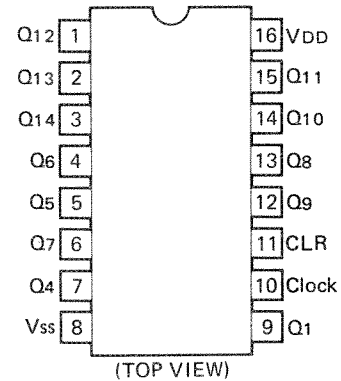 Q12 1 16 VDD
Q13 2 15 Q11
Q14 3 14 Q10
Q6 4 13 Q8
Q5 5 12 Q9
Q7 6 11 CLR
Q4 7 10 Clock
Vss 8 9 Q1
(TOP VIEW)